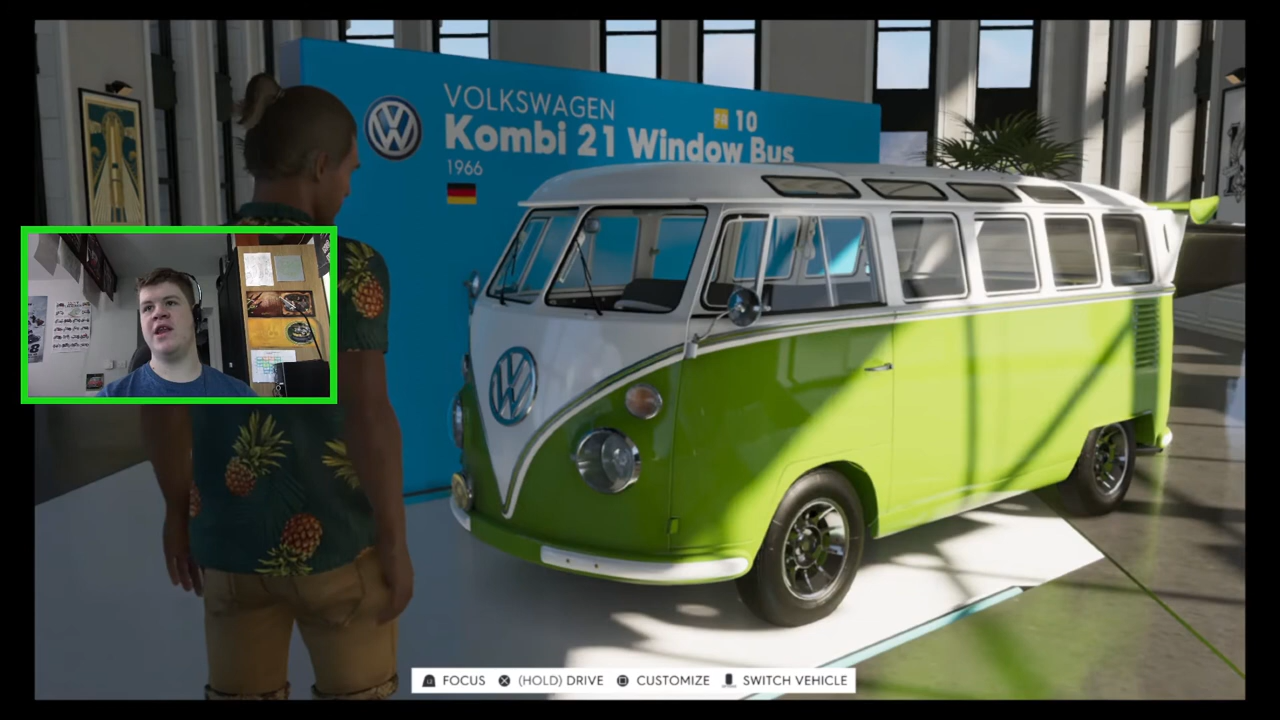 VOLKSWAGEN
Kombi 21 Window Bus
10
1966
FOCUS (HOLD) DRIVE CUSTOMIZE SWITCH VEHICLE